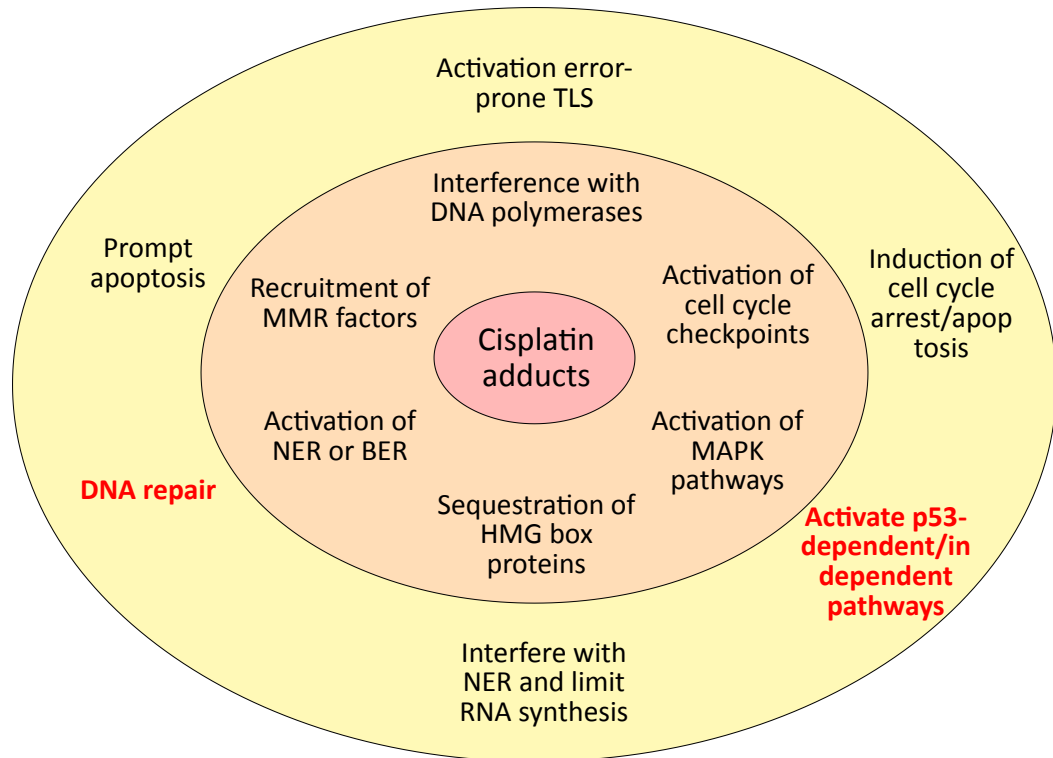 Activation error-
prone TLS
Interference with
DNA polymerases
Prompt
apoptosis
Recruitment of
MMR factors
Activation of
cell cycle
checkpoints
Induction of
cell cycle
arrest/apop
tosis
Cisplatin
adducts
Activation of
NER or BER
Activation of
MAPK
pathways
DNA repair
Sequestration of
HMG box
proteins
Activate p53-
dependent/in
dependent
pathways
Interfere with
NER and limit
RNA synthesis